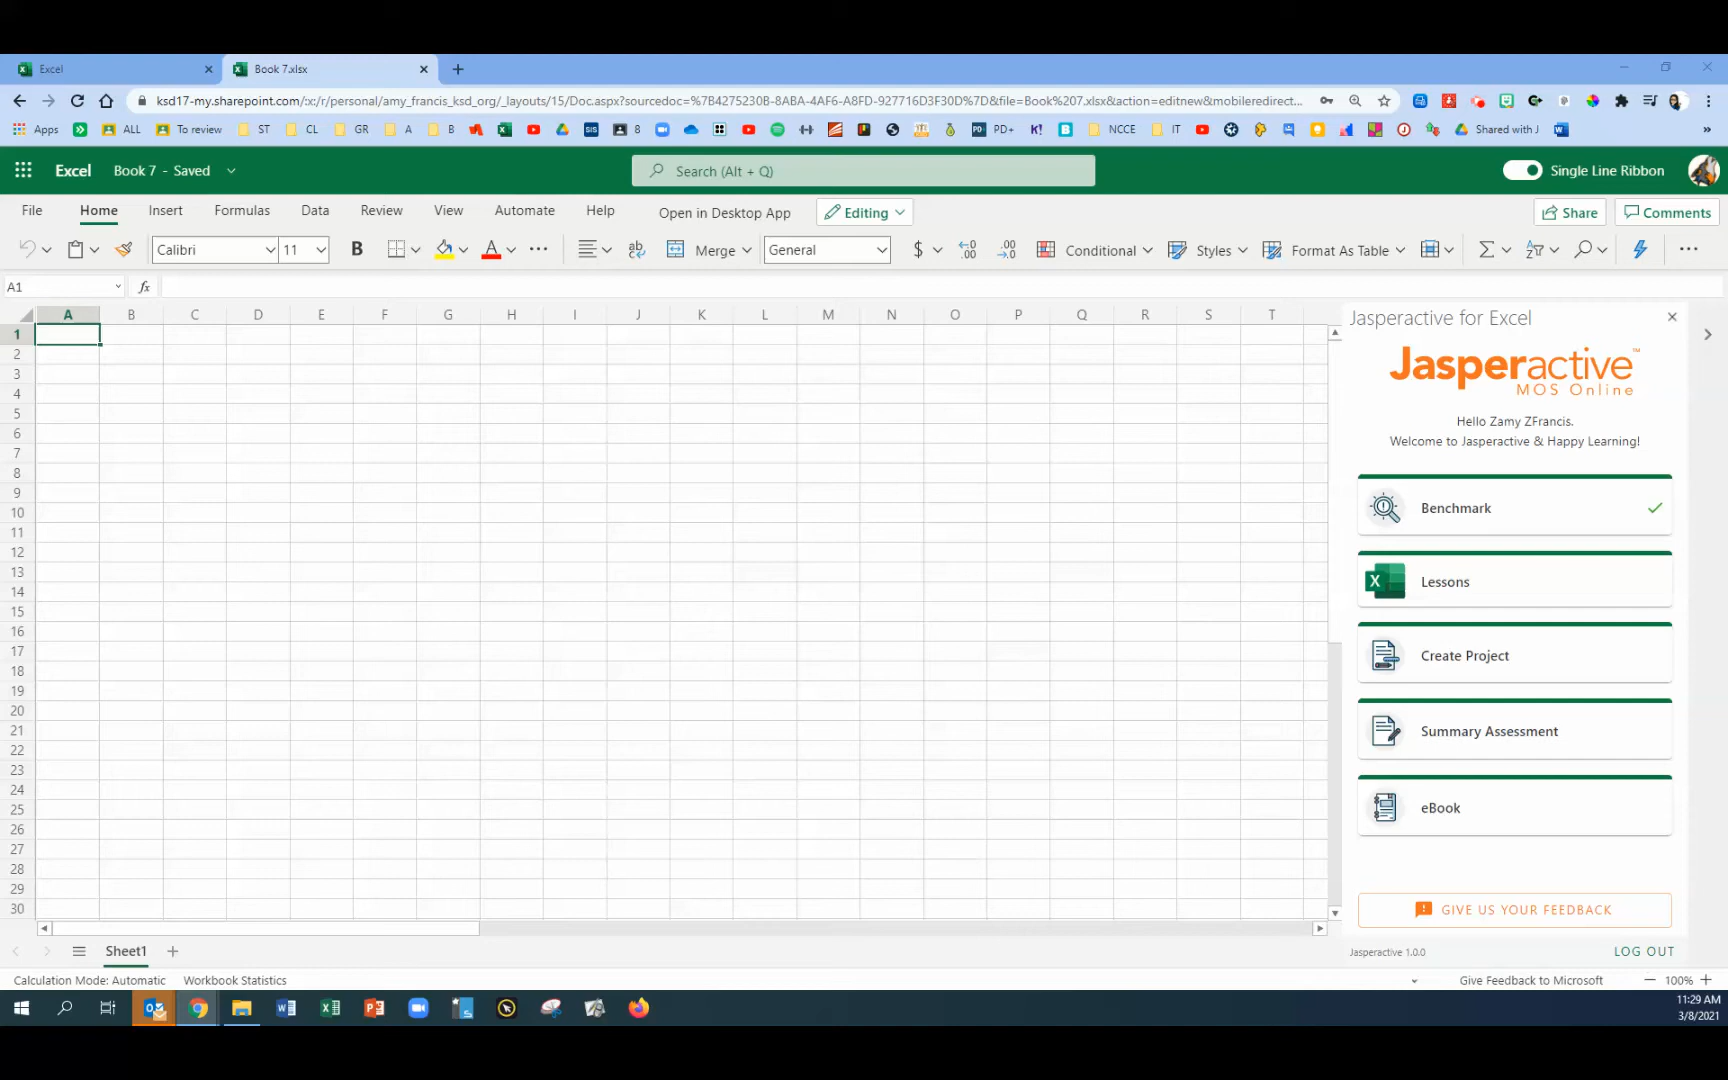 Excel
Book 7.xlsx
ksd17-my.sharepoint.com/:x:/r/personal/amy_francis_ksd_org/_layouts/15/Doc.aspx?sourcedoc=%7B4275230B-8ABA-4AF6-A8FD-927716D3F30D%7D&file=Book%207.xlsx&action=editnew&mobileredirect...
Apps ALL To review ST CL GR A B 8 PD+ K! NCCE IT Shared with J »
Excel Book 7 - Saved Search (Alt + Q) Single Line Ribbon
File Home Insert Formulas Data Review View Automate Help Open in Desktop App Editing Share Comments
Calibri 11 B A ab Merge General $ .00 Conditional Styles Format As Table
A1 fx
A B C D E F G H I J K L M N O P Q R S T
1
2
3
4
5
6
7
8
9
10
11
12
13
14
15
16
17
18
19
20
21
22
23
24
25
26
27
28
29
30
Jasperactive for Excel
Jasperactive™
MOS Online
Hello Zamy ZFrancis.
Welcome to Jasperactive & Happy Learning!
Benchmark
Lessons
Create Project
Summary Assessment
eBook
GIVE US YOUR FEEDBACK
Jasperactive 1.0.0 LOG OUT
Sheet1
Calculation Mode: Automatic Workbook Statistics Give Feedback to Microsoft 100%
11:29 AM
3/8/2021